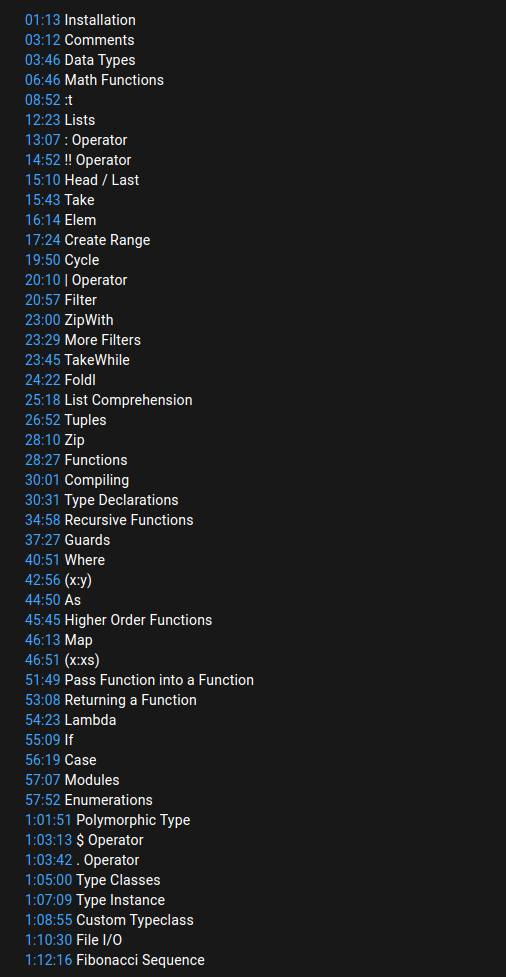 01:13 Installation
03:12 Comments
03:46 Data Types
06:46 Math Functions
08:52 :t
12:23 Lists
13:07 : Operator
14:52 !! Operator
15:10 Head / Last
15:43 Take
16:14 Elem
17:24 Create Range
19:50 Cycle
20:10 | Operator
20:57 Filter
23:00 ZipWith
23:29 More Filters
23:45 TakeWhile
24:22 Foldl
25:18 List Comprehension
26:52 Tuples
28:10 Zip
28:27 Functions
30:01 Compiling
30:31 Type Declarations
34:58 Recursive Functions
37:27 Guards
40:51 Where
42:56 (x:y)
44:50 As
45:45 Higher Order Functions
46:13 Map
46:51 (x:xs)
51:49 Pass Function into a Function
53:08 Returning a Function
54:23 Lambda
55:09 If
56:19 Case
57:07 Modules
57:52 Enumerations
1:01:51 Polymorphic Type
1:03:13 $ Operator
1:03:42 . Operator
1:05:00 Type Classes
1:07:09 Type Instance
1:08:55 Custom Typeclass
1:10:30 File I/O
1:12:16 Fibonacci Sequence